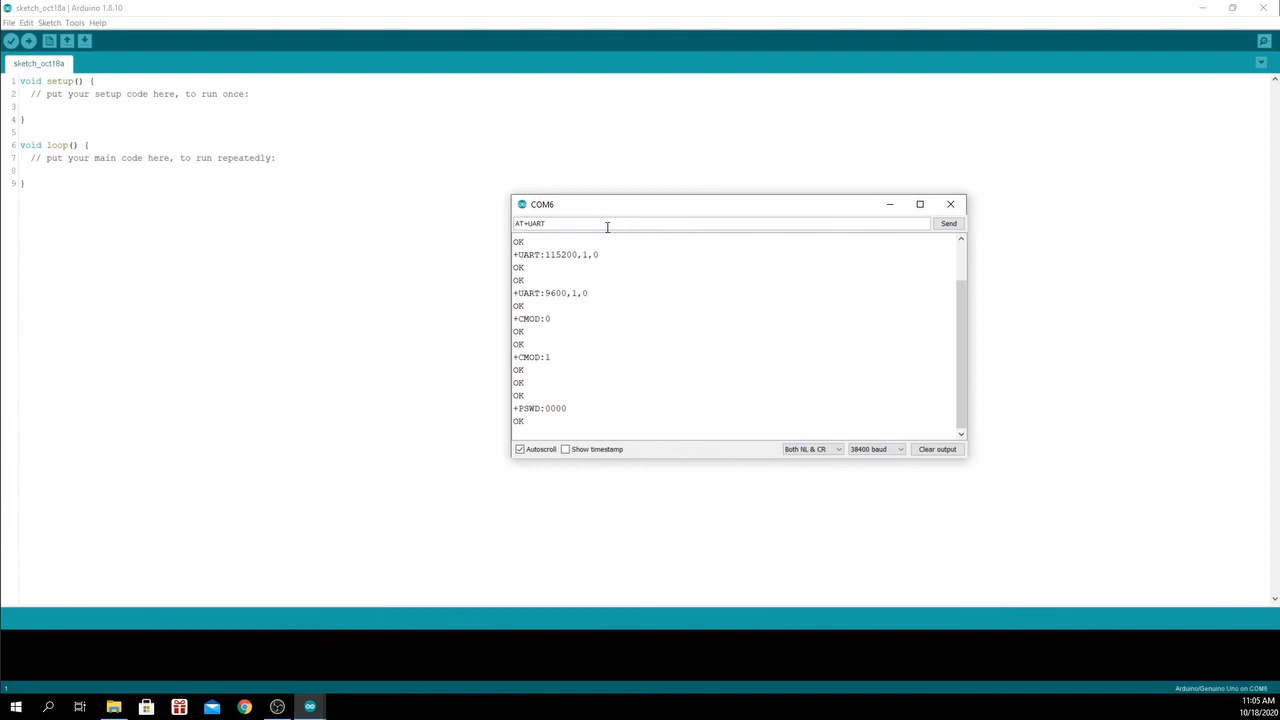 sketch_oct18a | Arduino 1.8.10
File Edit Sketch Tools Help
sketch_oct18a
1 void setup() {
2 // put your setup code here, to run once:
3
4 }
5
6 void loop() {
7 // put your main code here, to run repeatedly:
8
9 }
COM6
AT+UART
Send
OK
+UART:115200,1,0
OK
OK
+UART:9600,1,0
OK
+CMOD:0
OK
OK
+CMOD:1
OK
OK
OK
+PSWD:0000
OK
Autoscroll Show timestamp Both NL & CR 38400 baud Clear output
1 Arduino/Genuino Uno on COM6
11:05 AM
10/18/2020